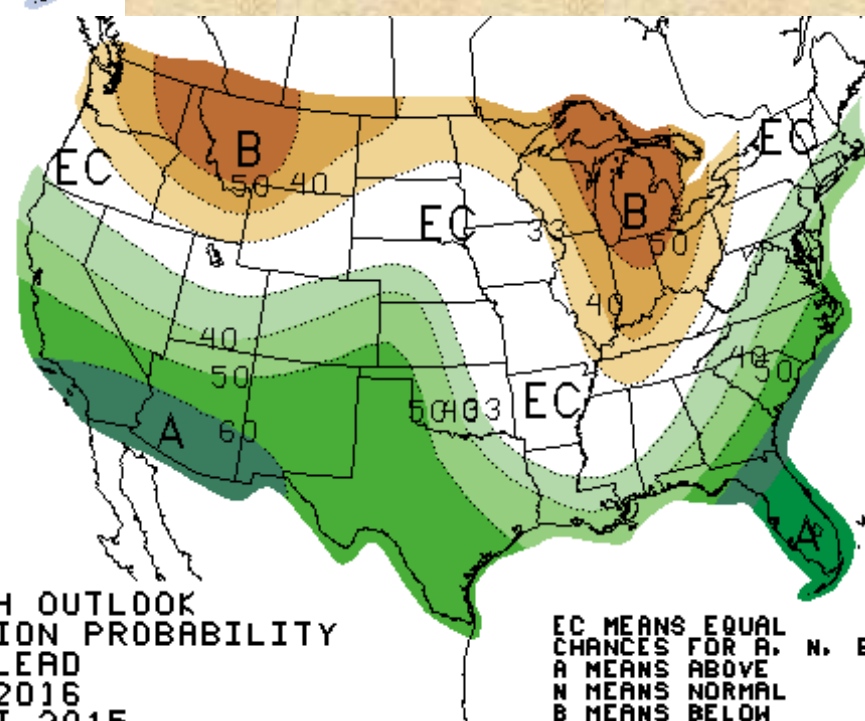 B
EC
EC
50 40
EC
33
B
50
40
40
50
60
A
50
40
33
EC
40
50
A
OUTLOOK
ION PROBABILITY
LEAD
2016
2015
EC MEANS EQUAL
CHANCES FOR A, N, B
A MEANS ABOVE
N MEANS NORMAL
B MEANS BELOW